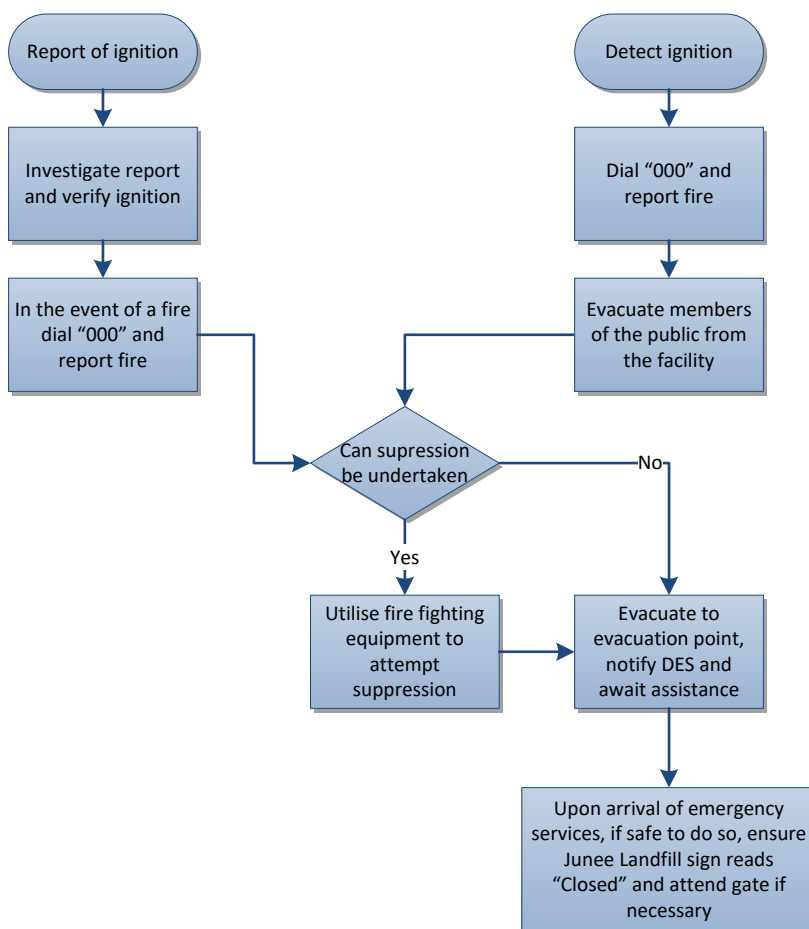 Report of ignition
Detect ignition
Investigate report
and verify ignition
Dial “000” and
report fire
In the event of a fire
dial “000” and
report fire
Evacuate members
of the public from
the facility
Can supression
be undertaken
No
Yes
Utilise fire fighting
equipment to
attempt
suppression
Evacuate to
evacuation point,
notify DES and
await assistance
Upon arrival of emergency
services, if safe to do so, ensure
Junee Landfill sign reads
“Closed” and attend gate if
necessary